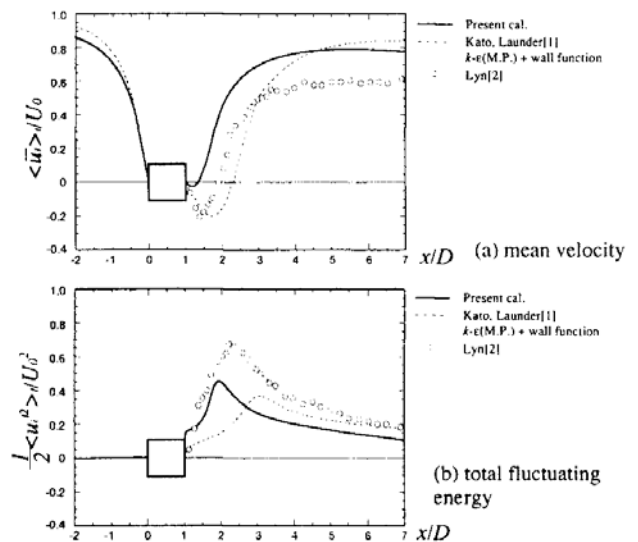 1.0
0.8
0.6
0.4
0.2
0
-0.2
-0.4
-2 -1 0 1 2 3 4 5 6 7
x/D
Present cal.
Kato, Launder[1]
k-ε(M.P.) + wall function
Lyn[2]
(a) mean velocity
1.0
0.8
0.6
0.4
0.2
0
-0.2
-0.4
-2 -1 0 1 2 3 4 5 6 7
x/D
Present cal.
Kato, Launder[1]
k-ε(M.P.) + wall function
Lyn[2]
(b) total fluctuating
energy